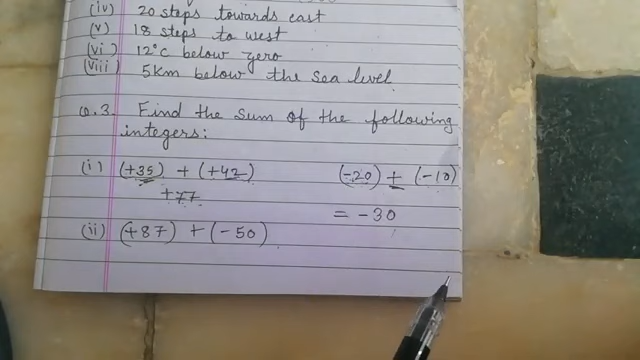 (iv) 20 steps towards east
(v) 18 steps to west
(vi) 12°c below zero
(viii) 5km below the sea level
Q.3. Find the sum of the following
integers:
(i) (+35) + (+42) (-20) + (-10)
+77
= -30
(ii) (+87) + (-50)